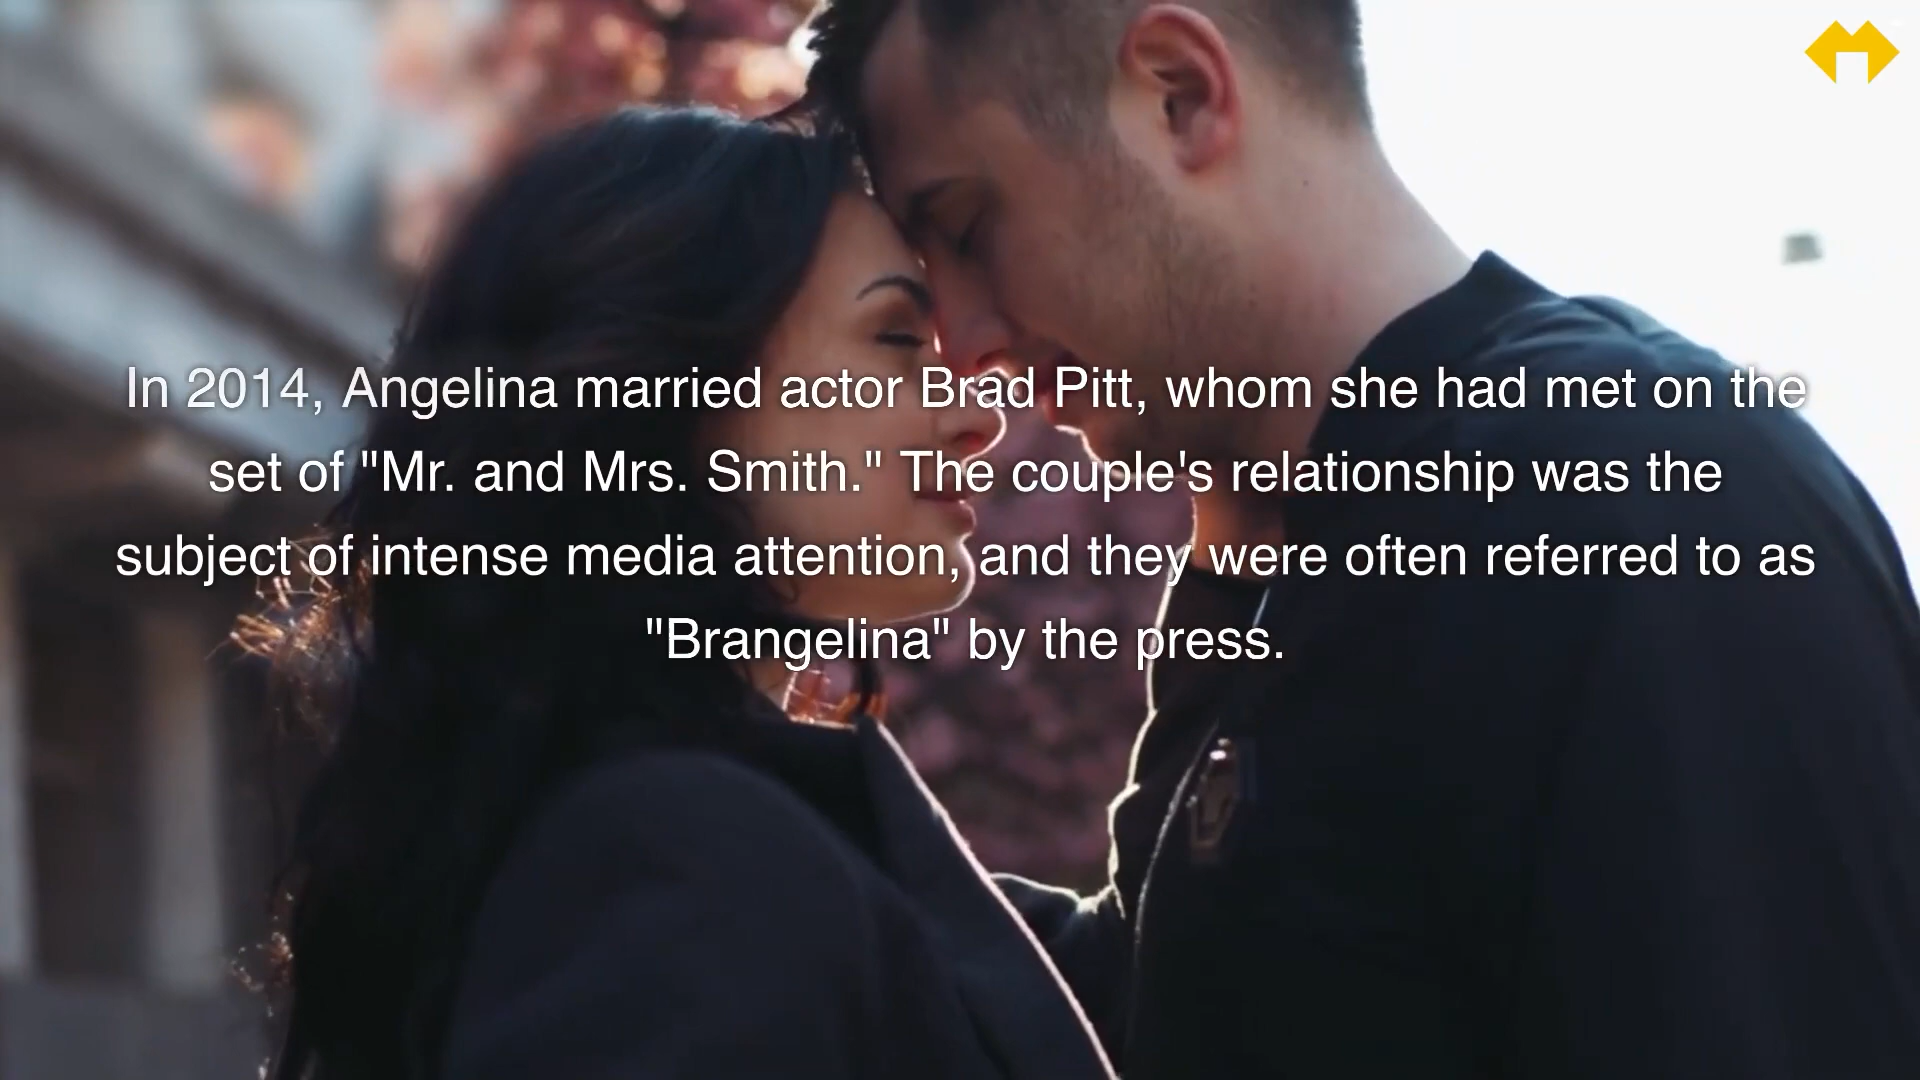 In 2014, Angelina married actor Brad Pitt, whom she had met on the
set of "Mr. and Mrs. Smith." The couple's relationship was the
subject of intense media attention, and they were often referred to as
"Brangelina" by the press.